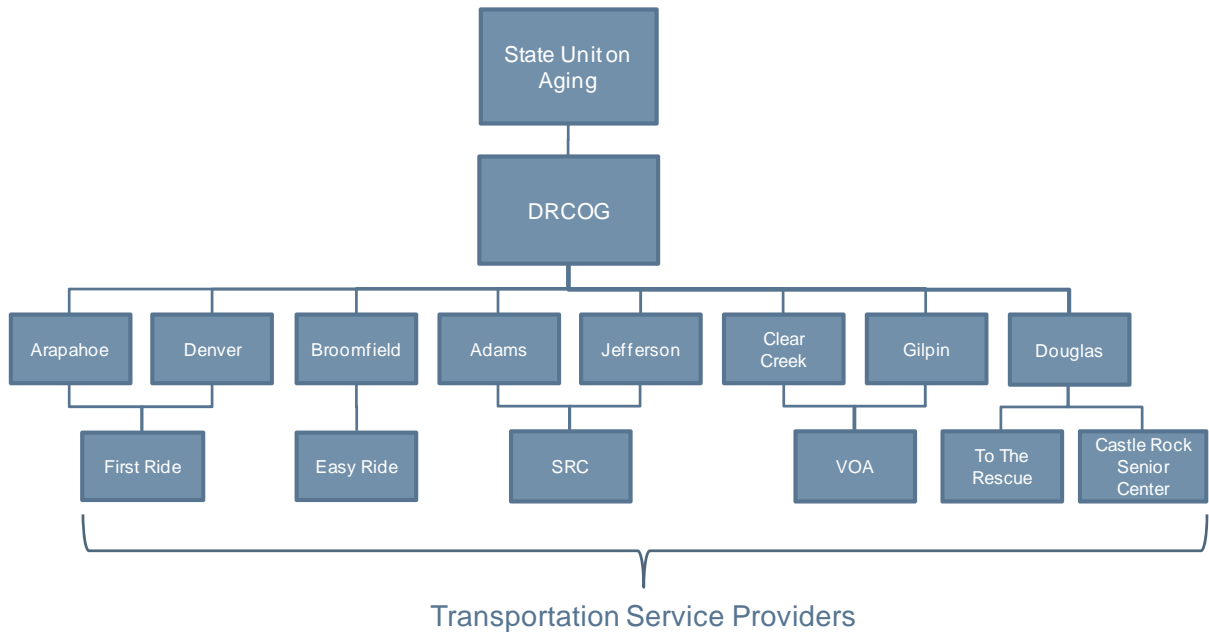 State Unit on
Aging
DRCOG
Arapahoe
Denver
Broomfield
Adams
Jefferson
Clear
Creek
Gilpin
Douglas
First Ride
Easy Ride
SRC
VOA
To The
Rescue
Castle Rock
Senior
Center
Transportation Service Providers